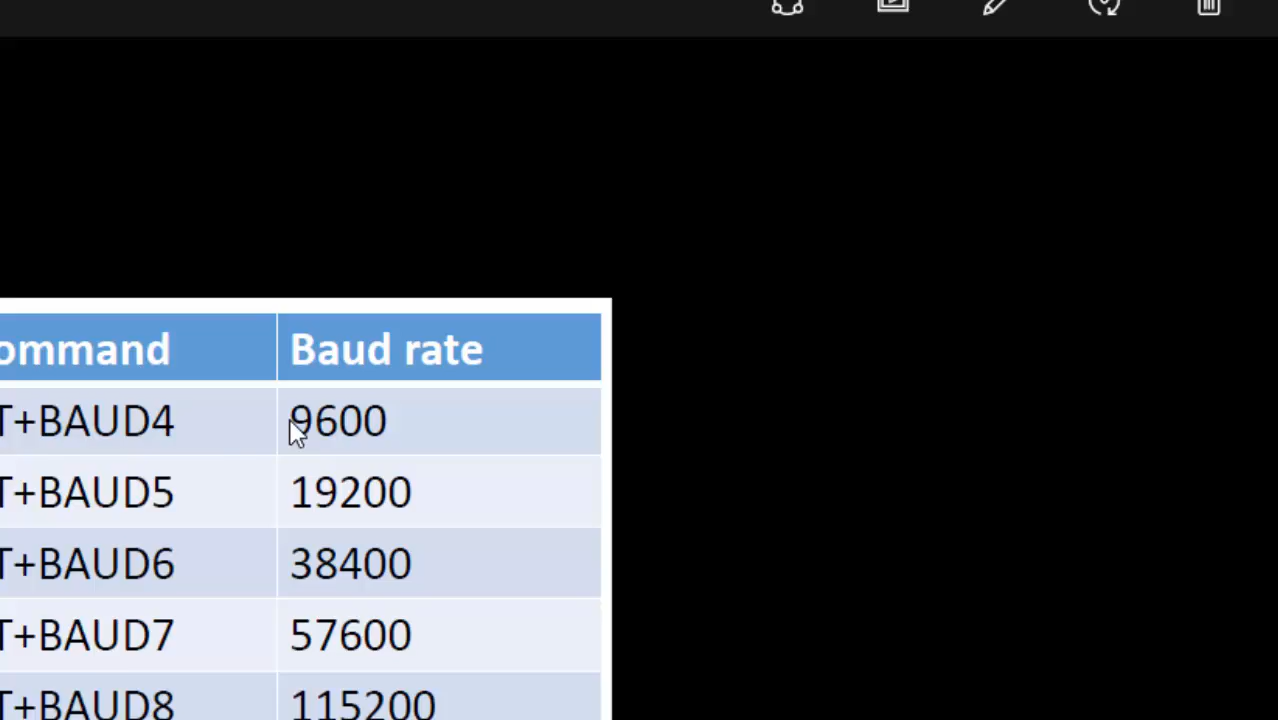 ommand Baud rate
T+BAUD4 9600
T+BAUD5 19200
T+BAUD6 38400
T+BAUD7 57600
T+BAUD8 115200